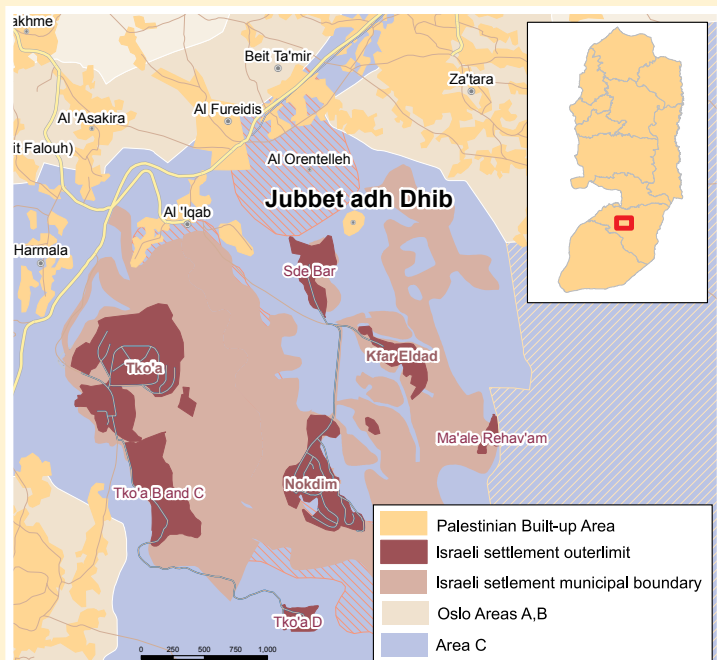 akhme
Beit Ta'mir
Za'tara
Al Fureidis
Al 'Asakira
it Falouh)
Al Orentelleh
Jubbet adh Dhib
Al 'Iqab
Harmala
Sde Bar
Kfar Eldad
Tko'a
Ma'ale Rehav'am
Nokdim
Tko'a B and C
Tko'a D
0 250 500 1,000
Palestinian Built-up Area
Israeli settlement outerlimit
Israeli setlement municipal boundary
Oslo Areas A,B
Area C